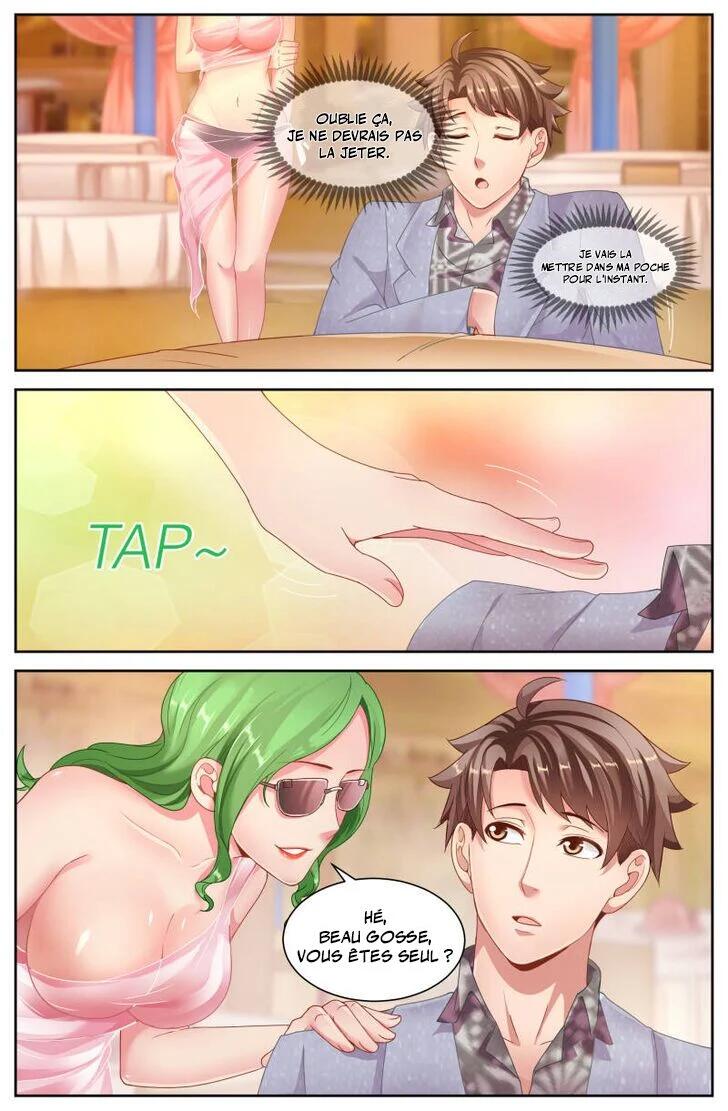 OUBLIE ÇA,
JE NE DEVRAIS PAS
LA JETER.
JE VAIS LA
METTRE DANS MA POCHE
POUR L'INSTANT.
TAP~
HÉ,
BEAU GOSSE,
VOUS ÊTES SEUL ?